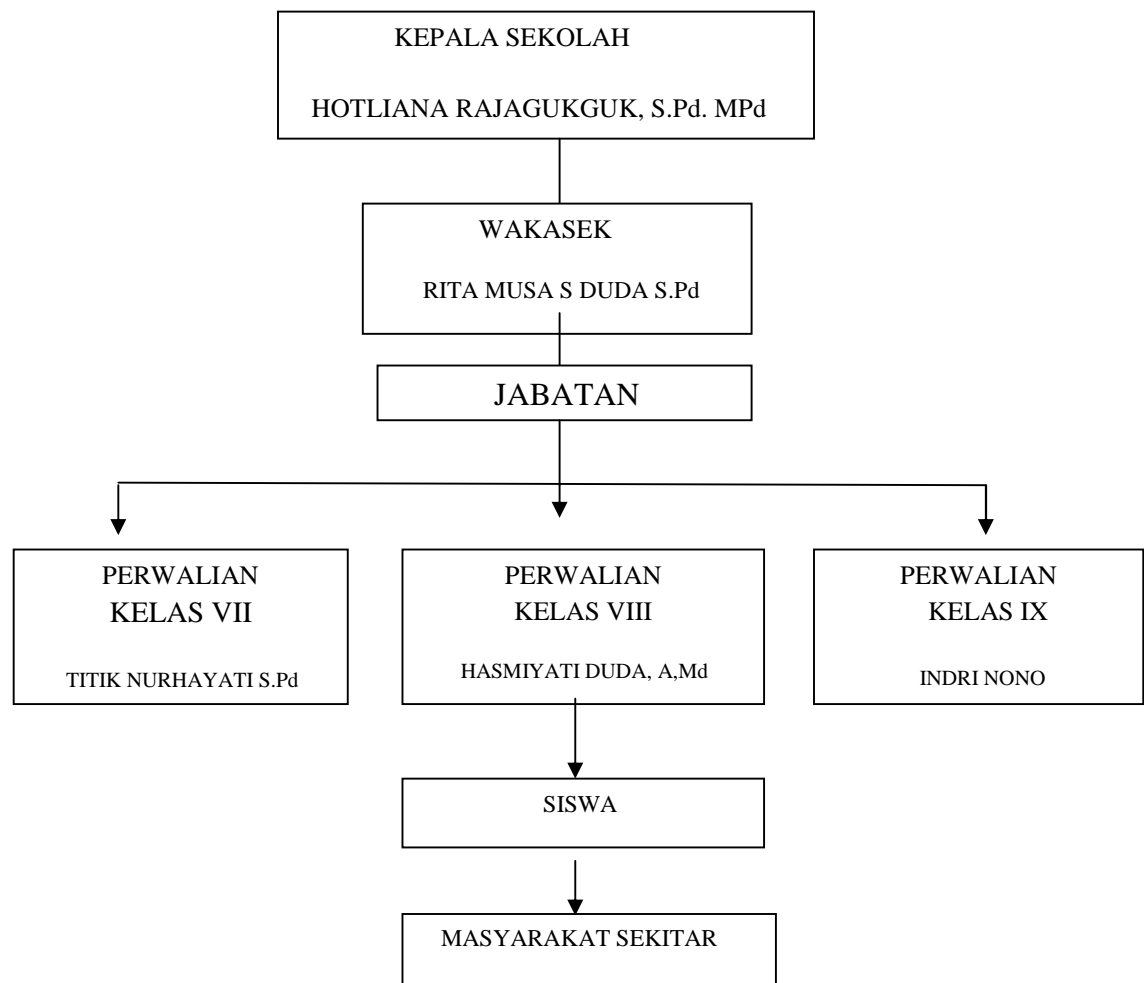 KEPALA SEKOLAH
HOTLIANA RAJAGUKGUK, S.Pd. MPd
WAKASEK
RITA MUSA S DUDA S.Pd
JABATAN
PERWALIAN
KELAS VII
TITIK NURHAYATI S.Pd
PERWALIAN
KELAS VIII
HASMIYATI DUDA, A,Md
PERWALIAN
KELAS IX
INDRI NONO
SISWA
MASYARAKAT SEKITAR